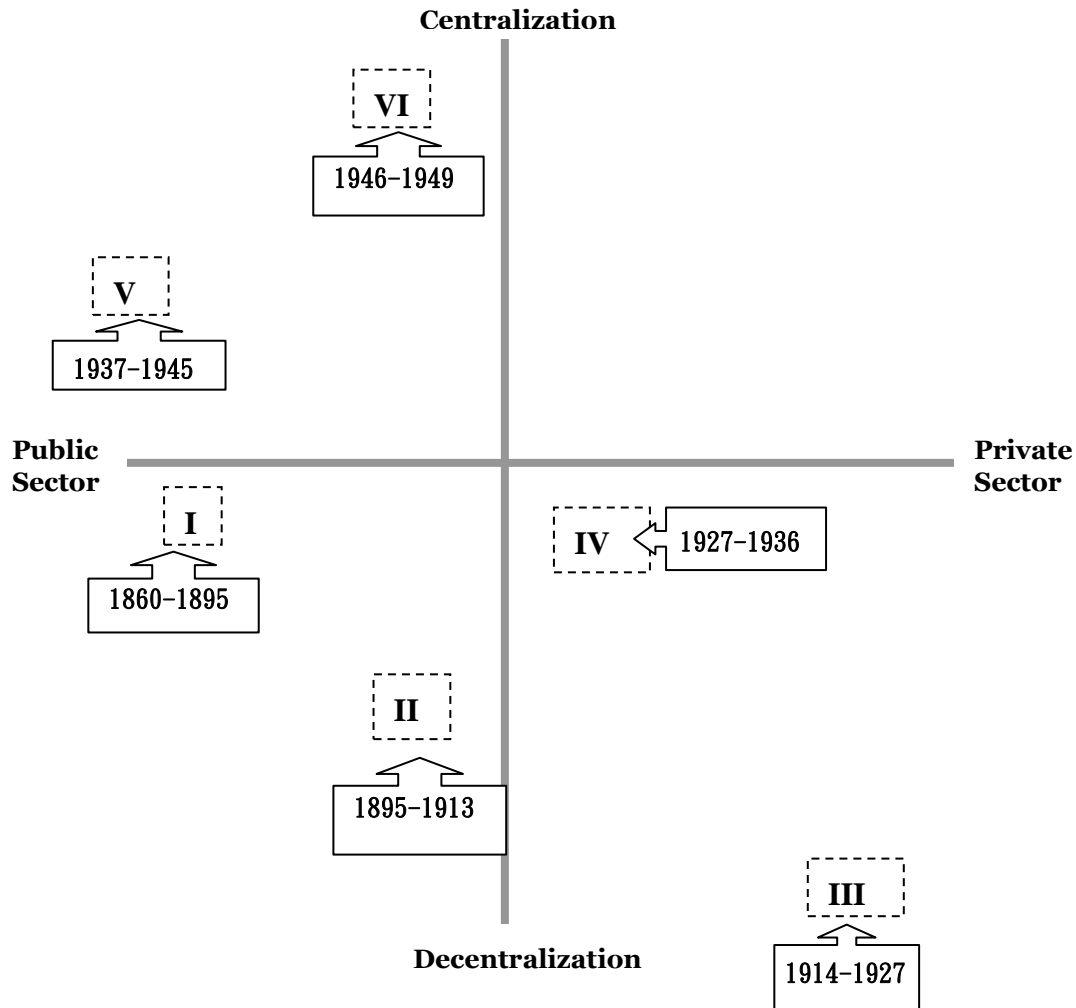 Centralization
VI
1946-1949
V
1937-1945
Public
Sector
Private
Sector
I
1860-1895
IV
1927-1936
II
1895-1913
III
1914-1927
Decentralization